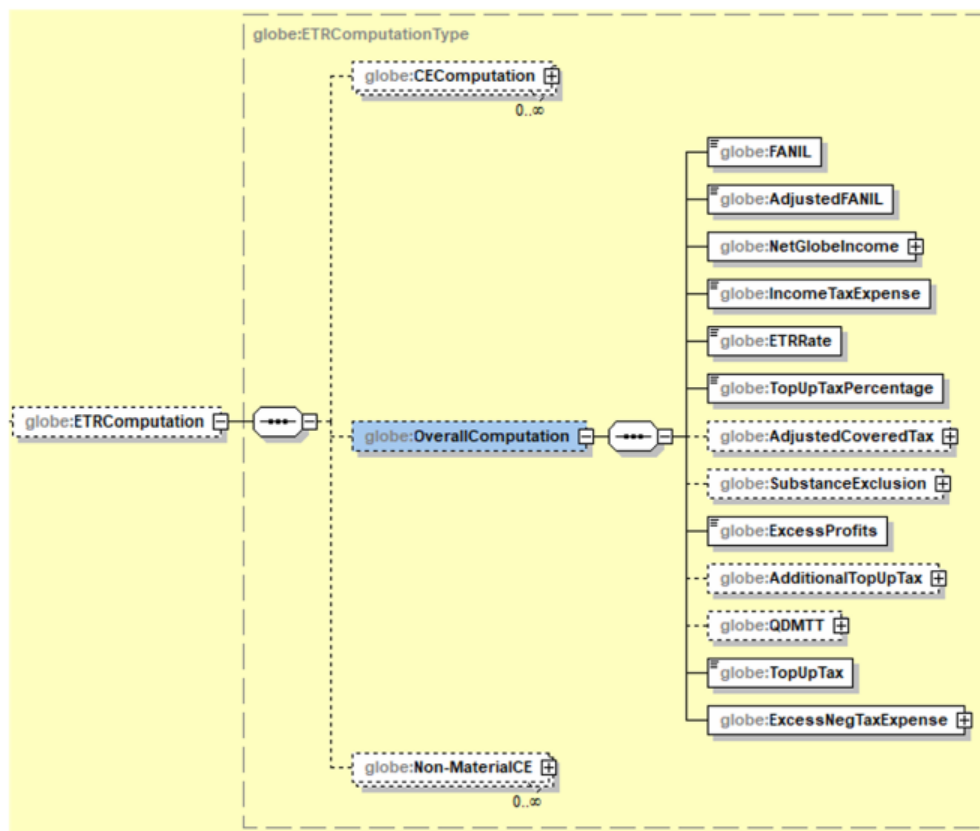 globe:ETRComputationType
globe:CEComputation
0..∞
globe:FANIL
globe:AdjustedFANIL
globe:NetGlobeIncome
globe:IncomeTaxExpense
globe:ETRRate
globe:TopUpTaxPercentage
globe:ETRComputation
globe:OverallComputation
globe:AdjustedCoveredTax
globe:SubstanceExclusion
globe:ExcessProfits
globe:AdditionalTopUpTax
globe:QDMTT
globe:TopUpTax
globe:ExcessNegTaxExpense
globe:Non-MaterialCE
0..∞